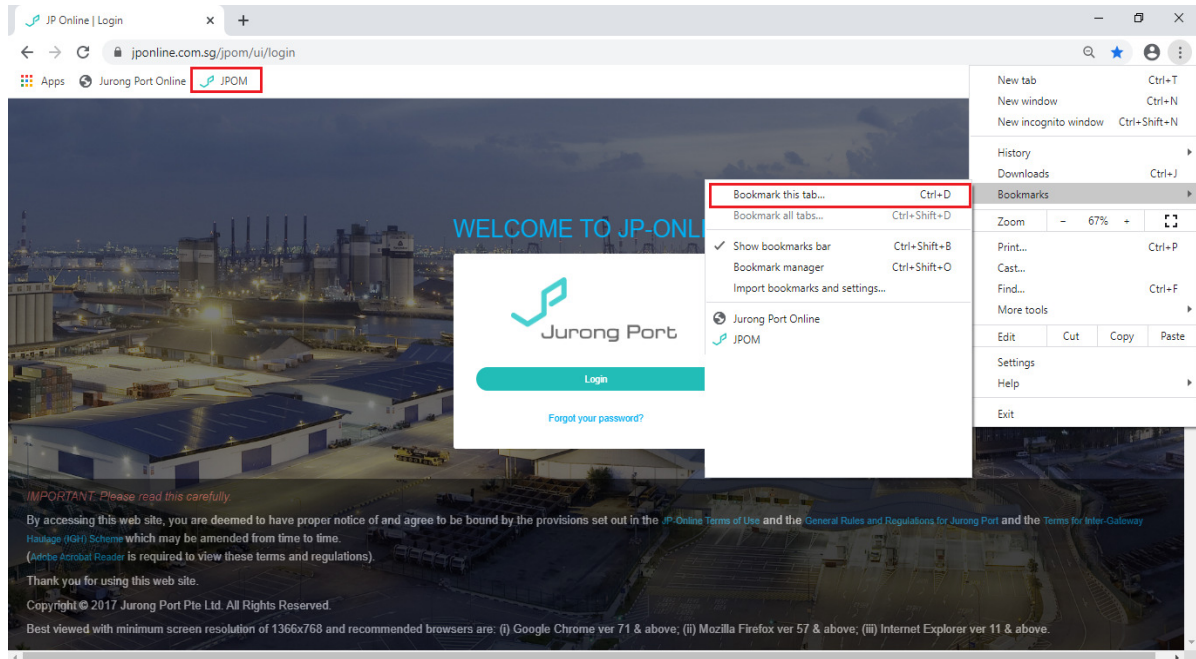 JP Online | Login
jponline.com.sg/jpom/ui/login
Apps
Jurong Port Online
JPOM
New tab Ctrl+T
New window Ctrl+N
New incognito window Ctrl+Shift+N
History
Downloads Ctrl+J
Bookmarks
Zoom - 67% +
Print... Ctrl+P
Cast...
Find... Ctrl+F
More tools
Edit Cut Copy Paste
Settings
Help
Exit
Bookmark this tab... Ctrl+D
Bookmark all tabs... Ctrl+Shift+D
Show bookmarks bar Ctrl+Shift+B
Bookmark manager Ctrl+Shift+O
Import bookmarks and settings...
Jurong Port Online
JPOM
WELCOME TO JP-ONL
Jurong Port
Login
Forgot your password?
IMPORTANT: Please read this carefully.
By accessing this web site, you are deemed to have proper notice of and agree to be bound by the provisions set out in the JP-Online Terms of Use and the General Rules and Regulations for Jurong Port and the Terms for Inter-Gateway
Haulage (IGH) Scheme which may be amended from time to time.
(Adobe Acrobat Reader is required to view these terms and regulations).
Thank you for using this web site.
Copyright © 2017 Jurong Port Pte Ltd. All Rights Reserved.
Best viewed with minimum screen resolution of 1366x768 and recommended browsers are: (i) Google Chrome ver 71 & above; (ii) Mozilla Firefox ver 57 & above; (iii) Internet Explorer ver 11 & above.